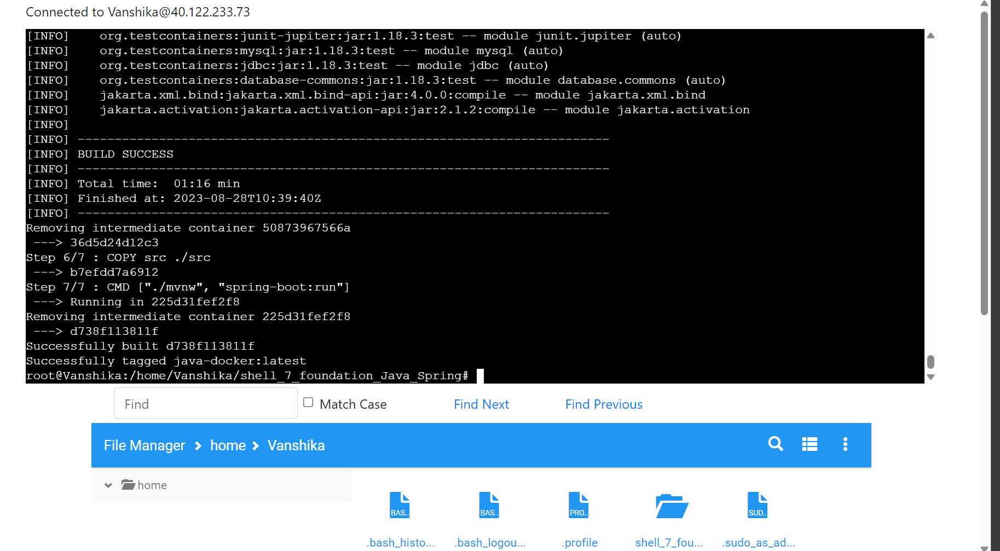 Connected to Vanshika@40.122.233.73
[INFO]    org.testcontainers:junit-jupiter:jar:1.18.3:test -- module junit.jupiter (auto)
[INFO]    org.testcontainers:mysql:jar:1.18.3:test -- module mysql (auto)
[INFO]    org.testcontainers:jdbc:jar:1.18.3:test -- module jdbc (auto)
[INFO]    org.testcontainers:database-commons:jar:1.18.3:test -- module database.commons (auto)
[INFO]    jakarta.xml.bind:jakarta.xml.bind-api:jar:4.0.0:compile -- module jakarta.xml.bind
[INFO]    jakarta.activation:jakarta.activation-api:jar:2.1.2:compile -- module jakarta.activation
[INFO]
[INFO] ------------------------------------------------------------------------
[INFO] BUILD SUCCESS
[INFO] ------------------------------------------------------------------------
[INFO] Total time:  01:16 min
[INFO] Finished at: 2023-08-28T10:39:40Z
[INFO] ------------------------------------------------------------------------
Removing intermediate container 50873967566a
 ---> 36d5d24d12c3
Step 6/7 : COPY src ./src
 ---> b7efdd7a6912
Step 7/7 : CMD ["./mvnw", "spring-boot:run"]
 ---> Running in 225d31fef2f8
Removing intermediate container 225d31fef2f8
 ---> d738f113811f
Successfully built d738f113811f
Successfully tagged java-docker:latest
root@Vanshika:/home/Vanshika/shell_7_foundation_Java_Spring#
Find Match Case Find Next Find Previous
File Manager home Vanshika
home
BAS.. BAS.. PRO.. SUD..
.bash_histo... .bash_logou... .profile shell_7_fou... .sudo_as_ad...